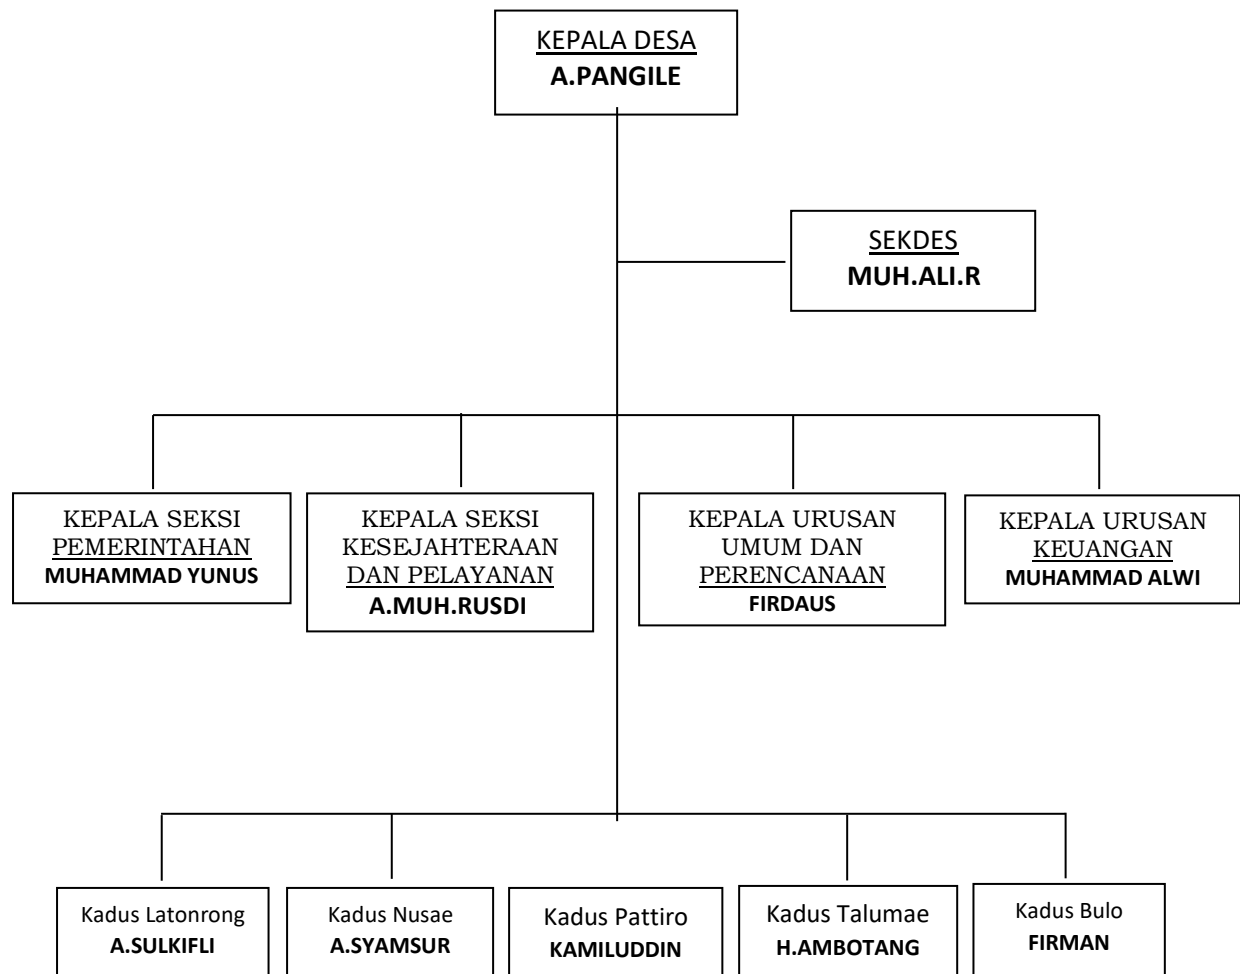 KEPALA DESA
A.PANGILE
SEKDES
MUH.ALI.R
KEPALA SEKSI
PEMERINTAHAN
MUHAMMAD YUNUS
KEPALA SEKSI
KESEJAHTERAAN
DAN PELAYANAN
A.MUH.RUSDI
KEPALA URUSAN
UMUM DAN
PERENCANAAN
FIRDAUS
KEPALA URUSAN
KEUANGAN
MUHAMMAD ALWI
Kadus Latonrong
A.SULKIFLI
Kadus Nusae
A.SYAMSUR
Kadus Pattiro
KAMILUDDIN
Kadus Talumae
H.AMBOTANG
Kadus Bulo
FIRMAN